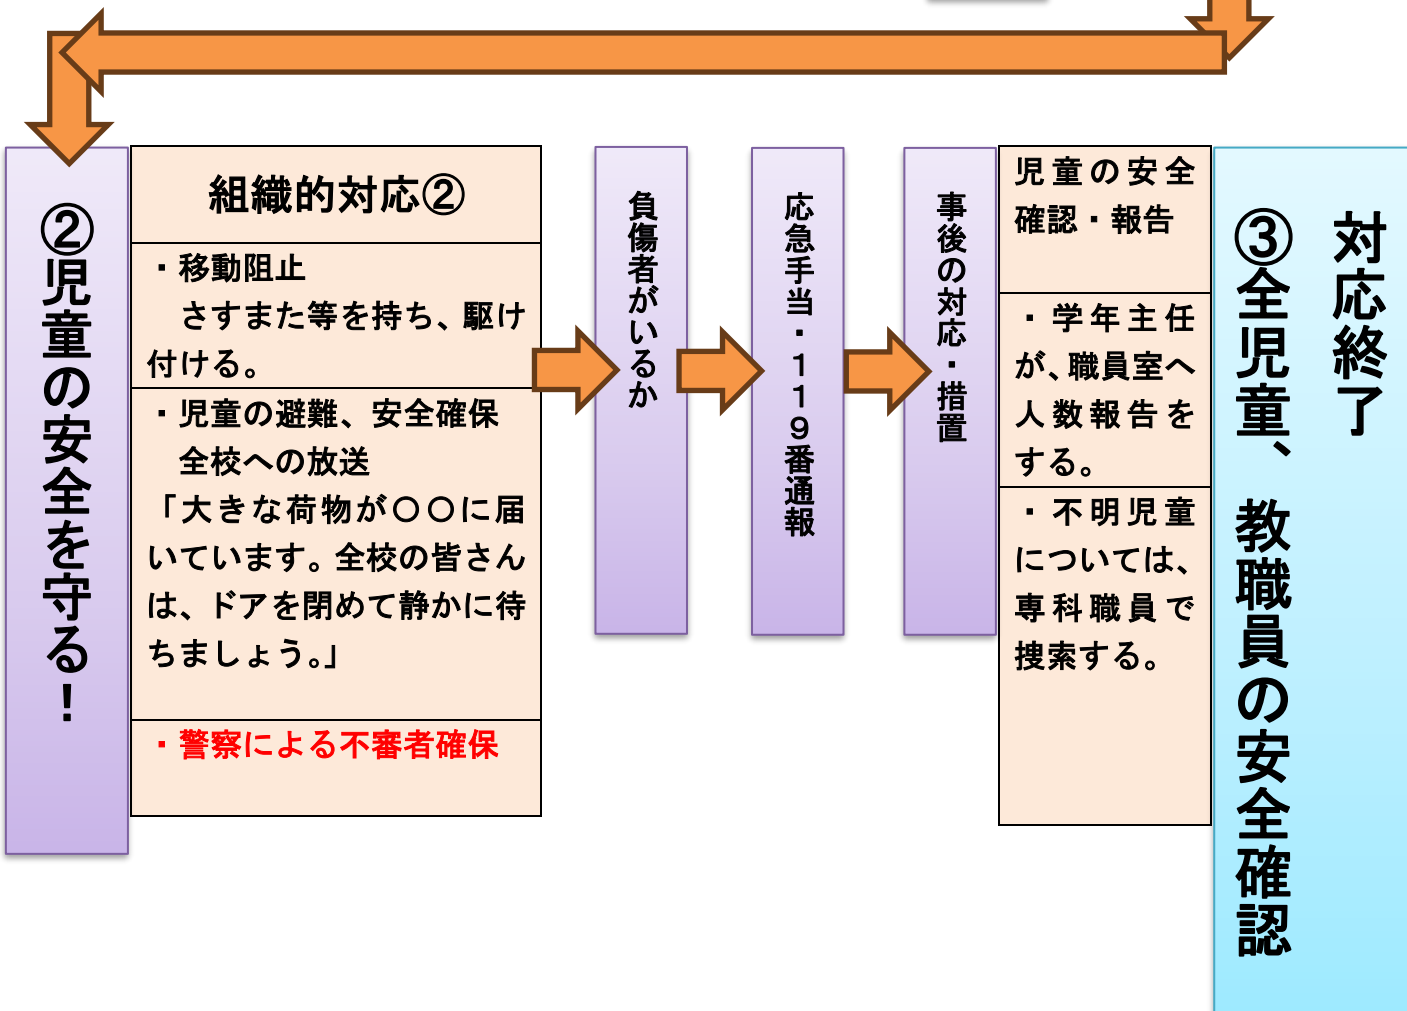 ②児童の安全を守る！
組織的対応②
・移動阻止
さすまた等を持ち、駆け
付ける。
・児童の避難、安全確保
全校への放送
「大きな荷物が〇〇に届
いています。全校の皆さん
は、ドアを閉めて静かに待
ちましょう。」
・警察による不審者確保
負傷者がいるか
応急手当・１１９番通報
事後の対応・措置
児童の安全
確認・報告
・学年主任
が、職員室へ
人数報告を
する。
・不明児童
については、
専科職員で
捜索する。
対応終了
③全児童、教職員の安全確認